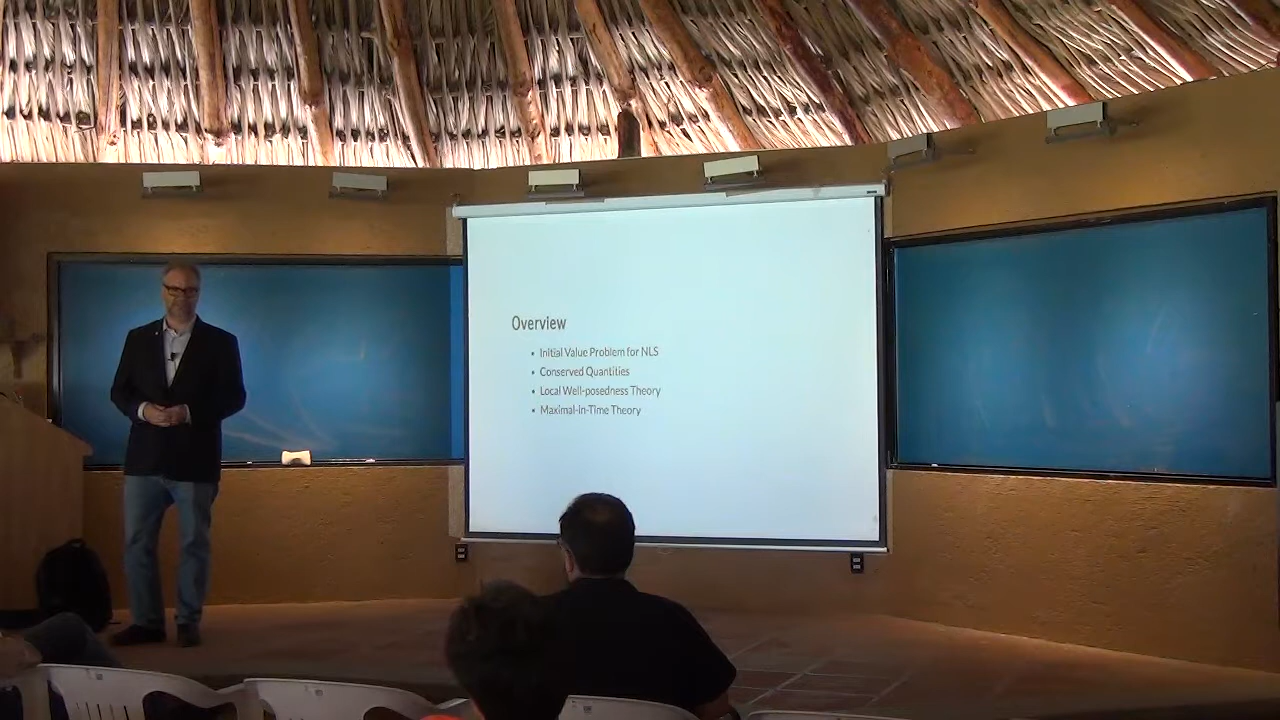 Overview
• Initial Value Problem for NLS
• Conserved Quantities
• Local Well-posedness Theory
• Maximal-in-Time Theory